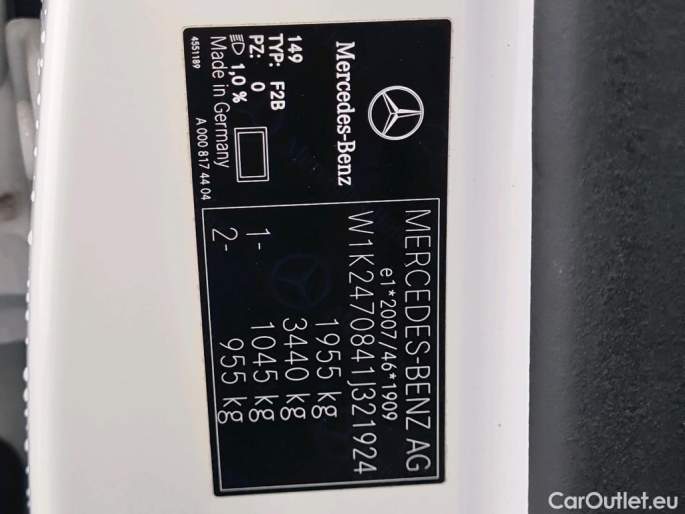 Mercedes-Benz
149
TYP: F2B
PZ: 0
1,0 %
Made in Germany
4551189
A 000 817 44 04
MERCEDES-BENZ AG
e1*2007/46*1909
W1K2470841J321924
1955 kg
3440 kg
1- 1045 kg
2- 955 kg
CarOutlet.eu